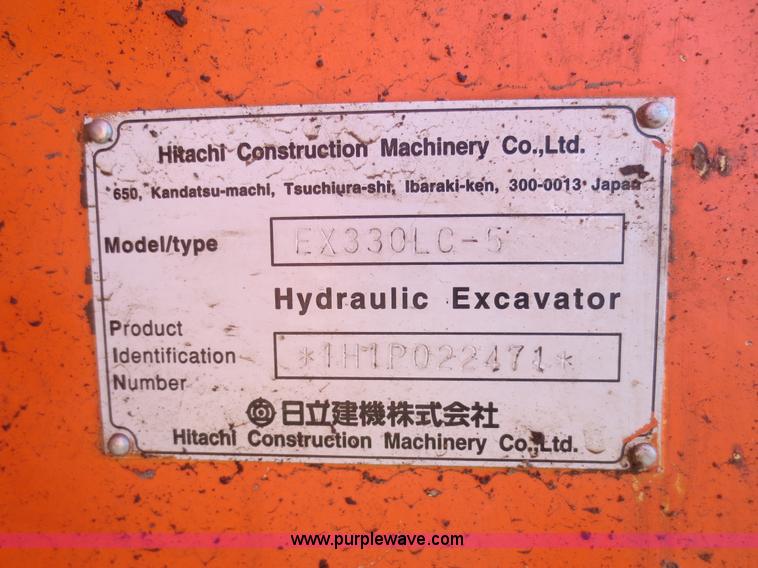 Hitachi Construction Machinery Co.,Ltd.
650, Kandatsu-machi, Tsuchiura-shi, Ibaraki-ken, 300-0013 Japan
Model/type EX330LC-5
Hydraulic Excavator
Product
Identification
Number
*1H1P022471*
日立建機株式会社
Hitachi Construction Machinery Co.,Ltd.
www.purplewave.com